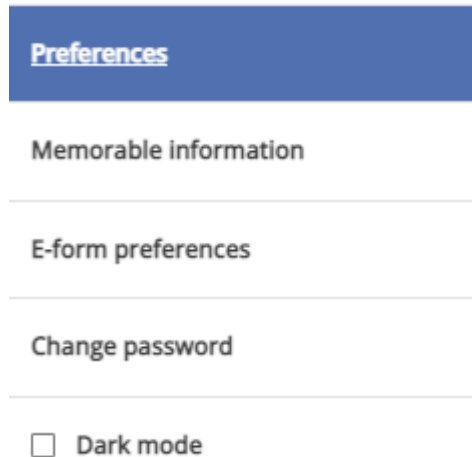 Preferences
Memorable information
E-form preferences
Change password
Dark mode